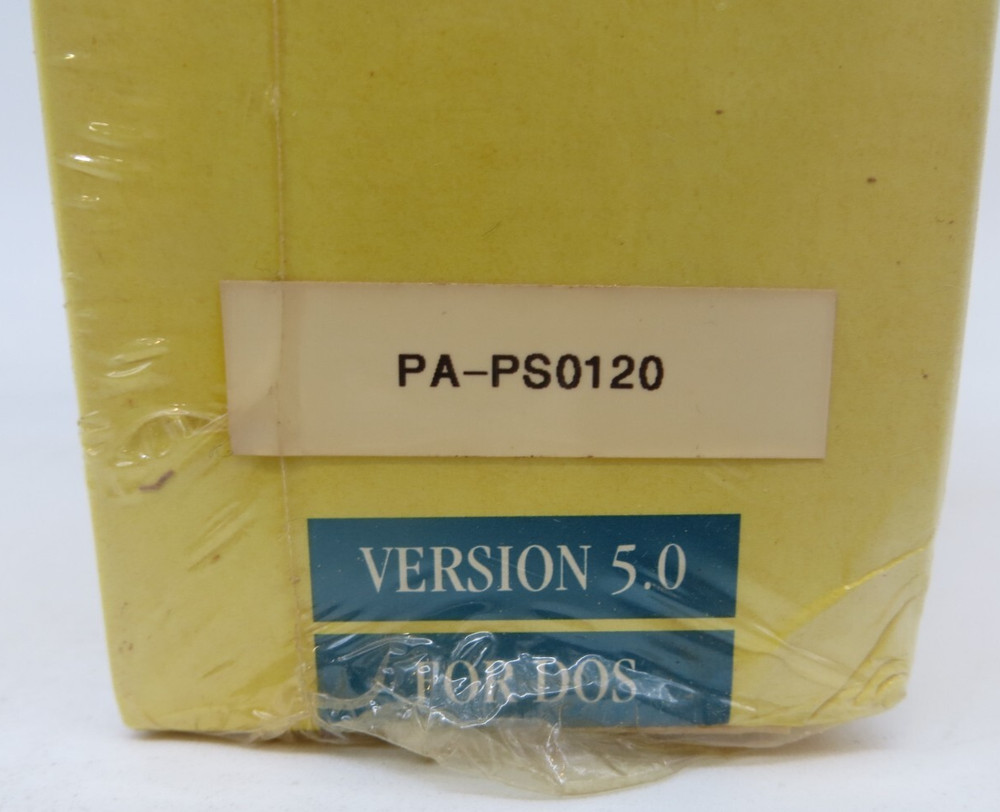 PA-PS0120
VERSION 5.0
FOR DOS